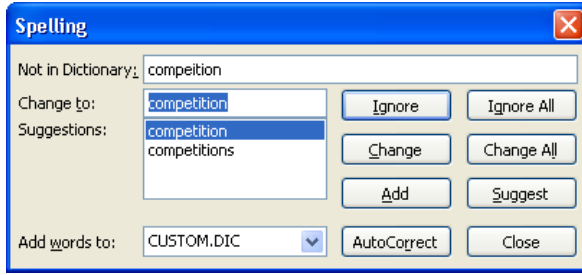 Spelling
Not in Dictionary: compeition
Change to: competition Ignore Ignore All
Suggestions: competition
competitions Change Change All
Add Suggest
Add words to: CUSTOM.DIC AutoCorrect Close